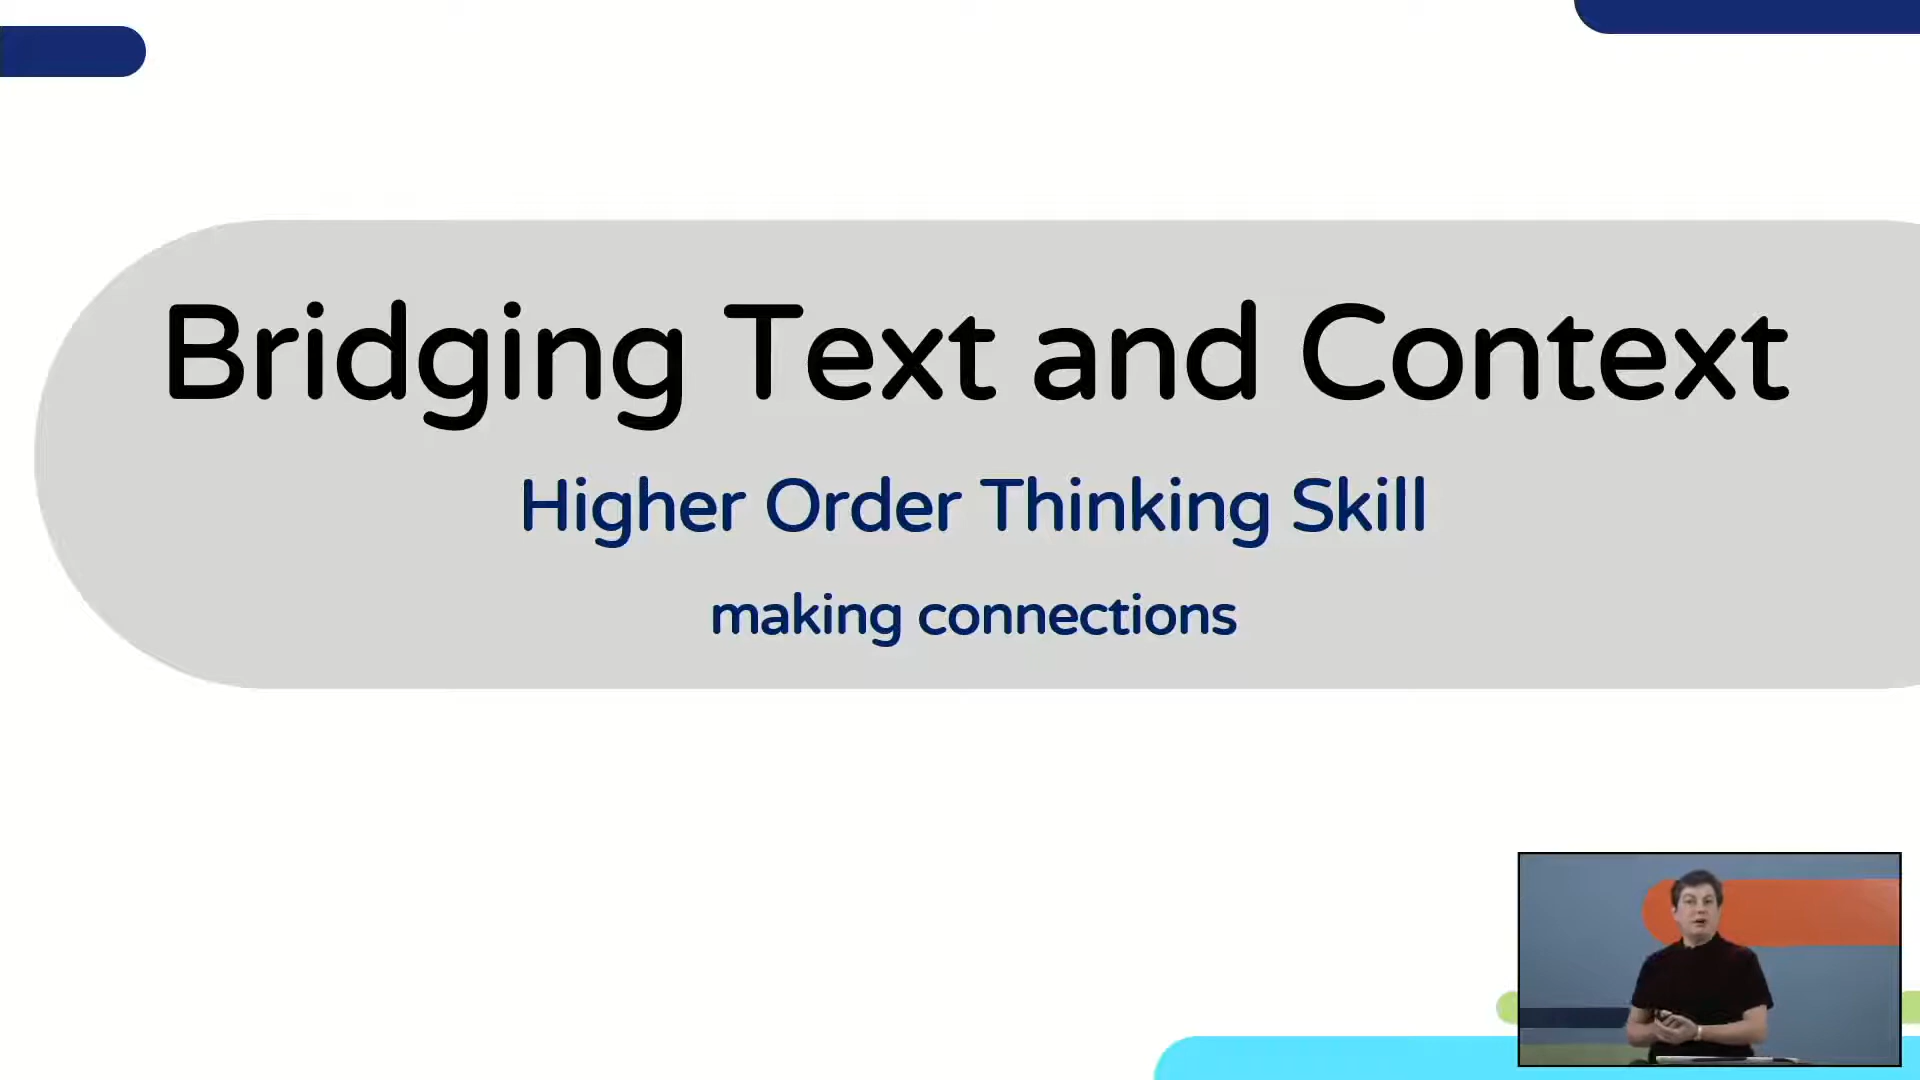 Bridging Text and Context
Higher Order Thinking Skill
making connections